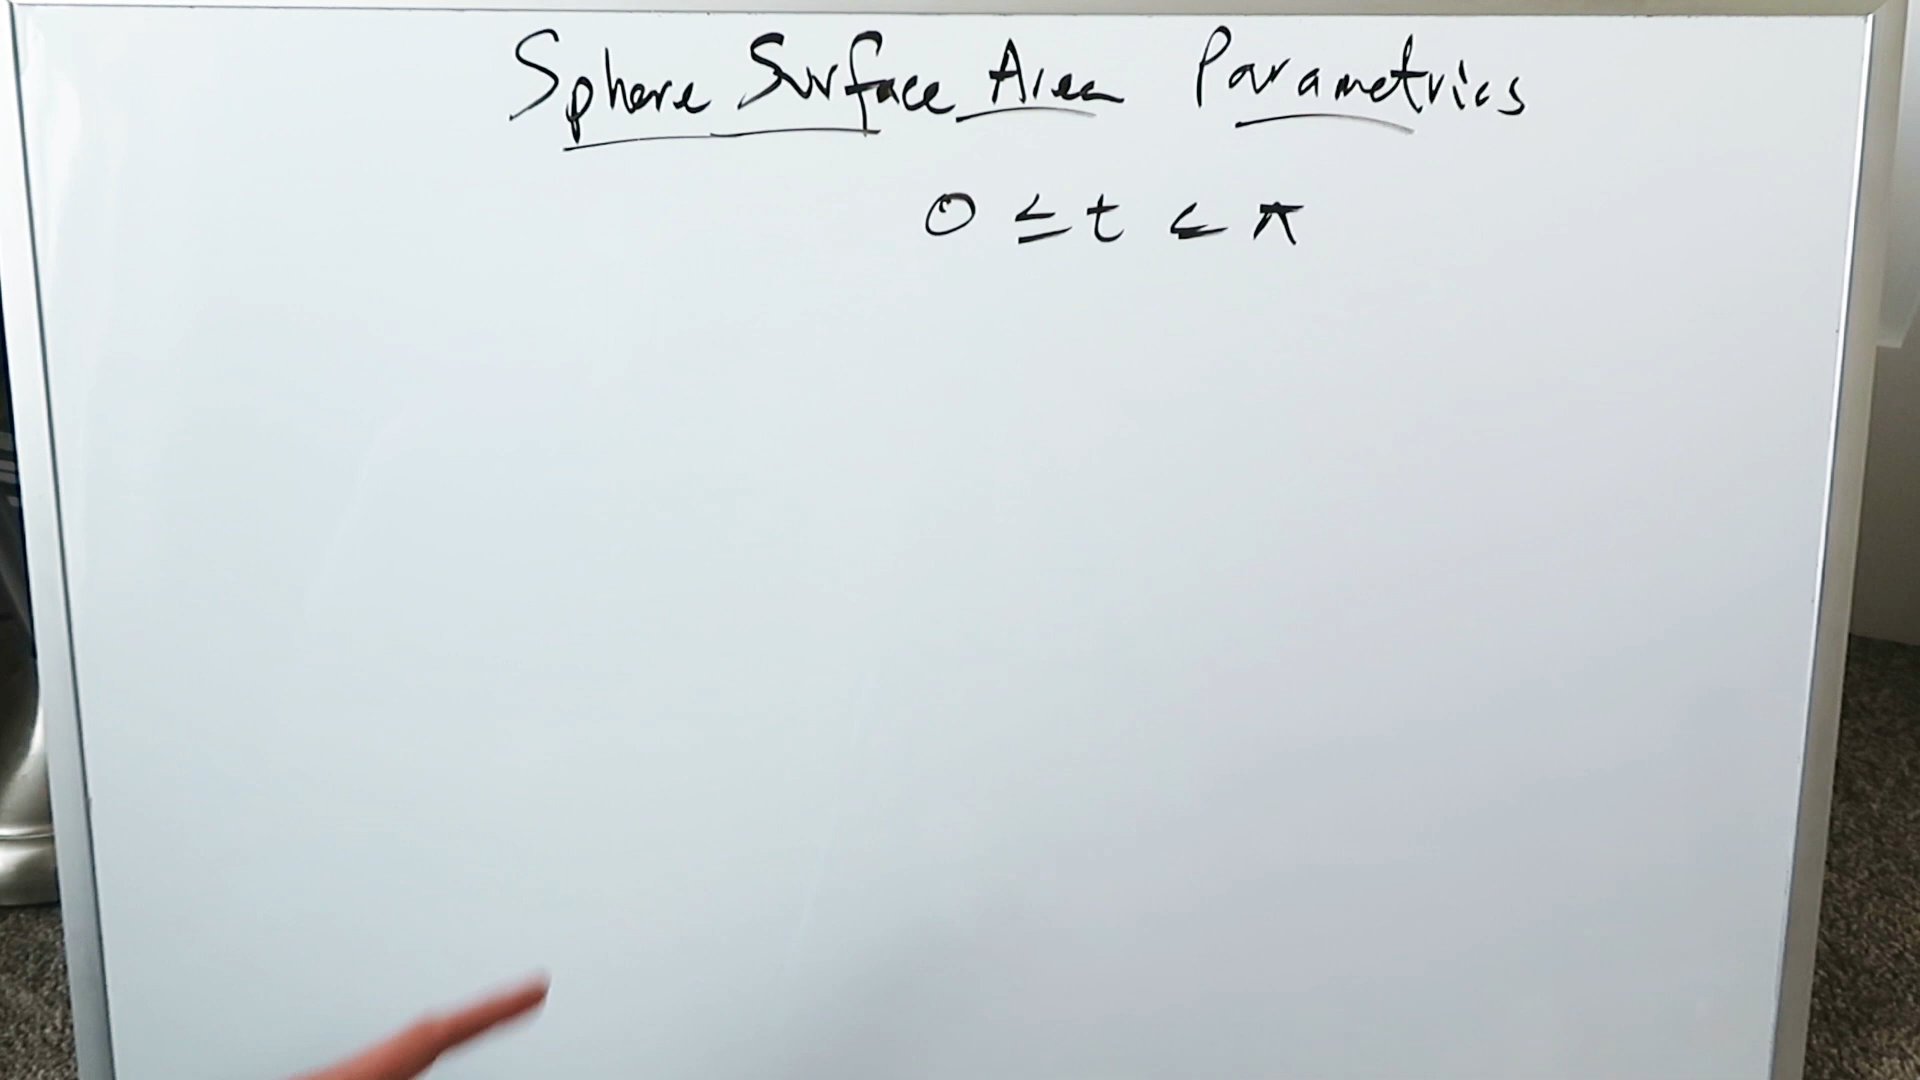 Sphere Surface Area Parametrics
0 ≤ t ≤ π